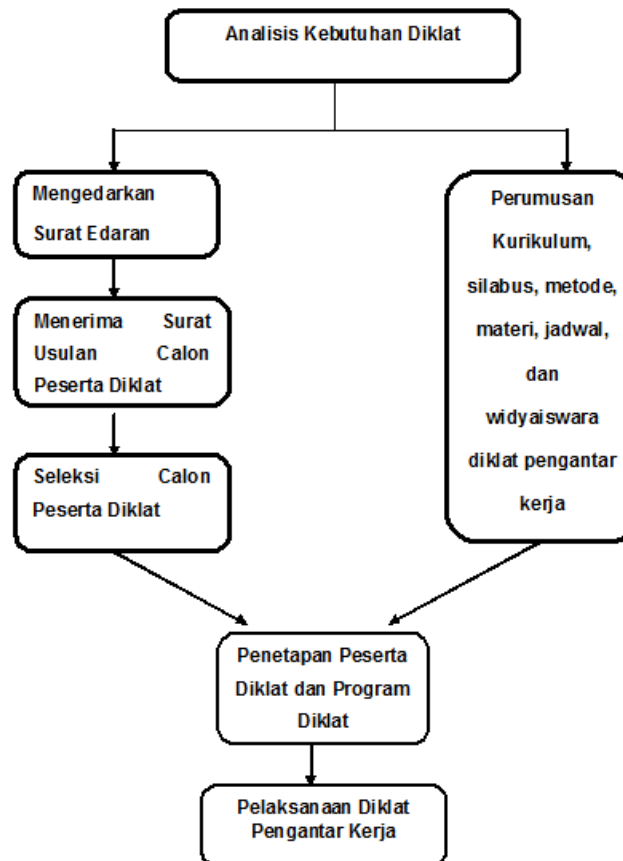 Analisis Kebutuhan Diklat
Mengedarkan
Surat Edaran
Menerima Surat
Usulan Calon
Peserta Diklat
Seleksi Calon
Peserta Diklat
Perumusan
Kurikulum,
silabus, metode,
materi, jadwal,
dan
widyaiswara
diklat pengantar
kerja
Penetapan Peserta
Diklat dan Program
Diklat
Pelaksanaan Diklat
Pengantar Kerja